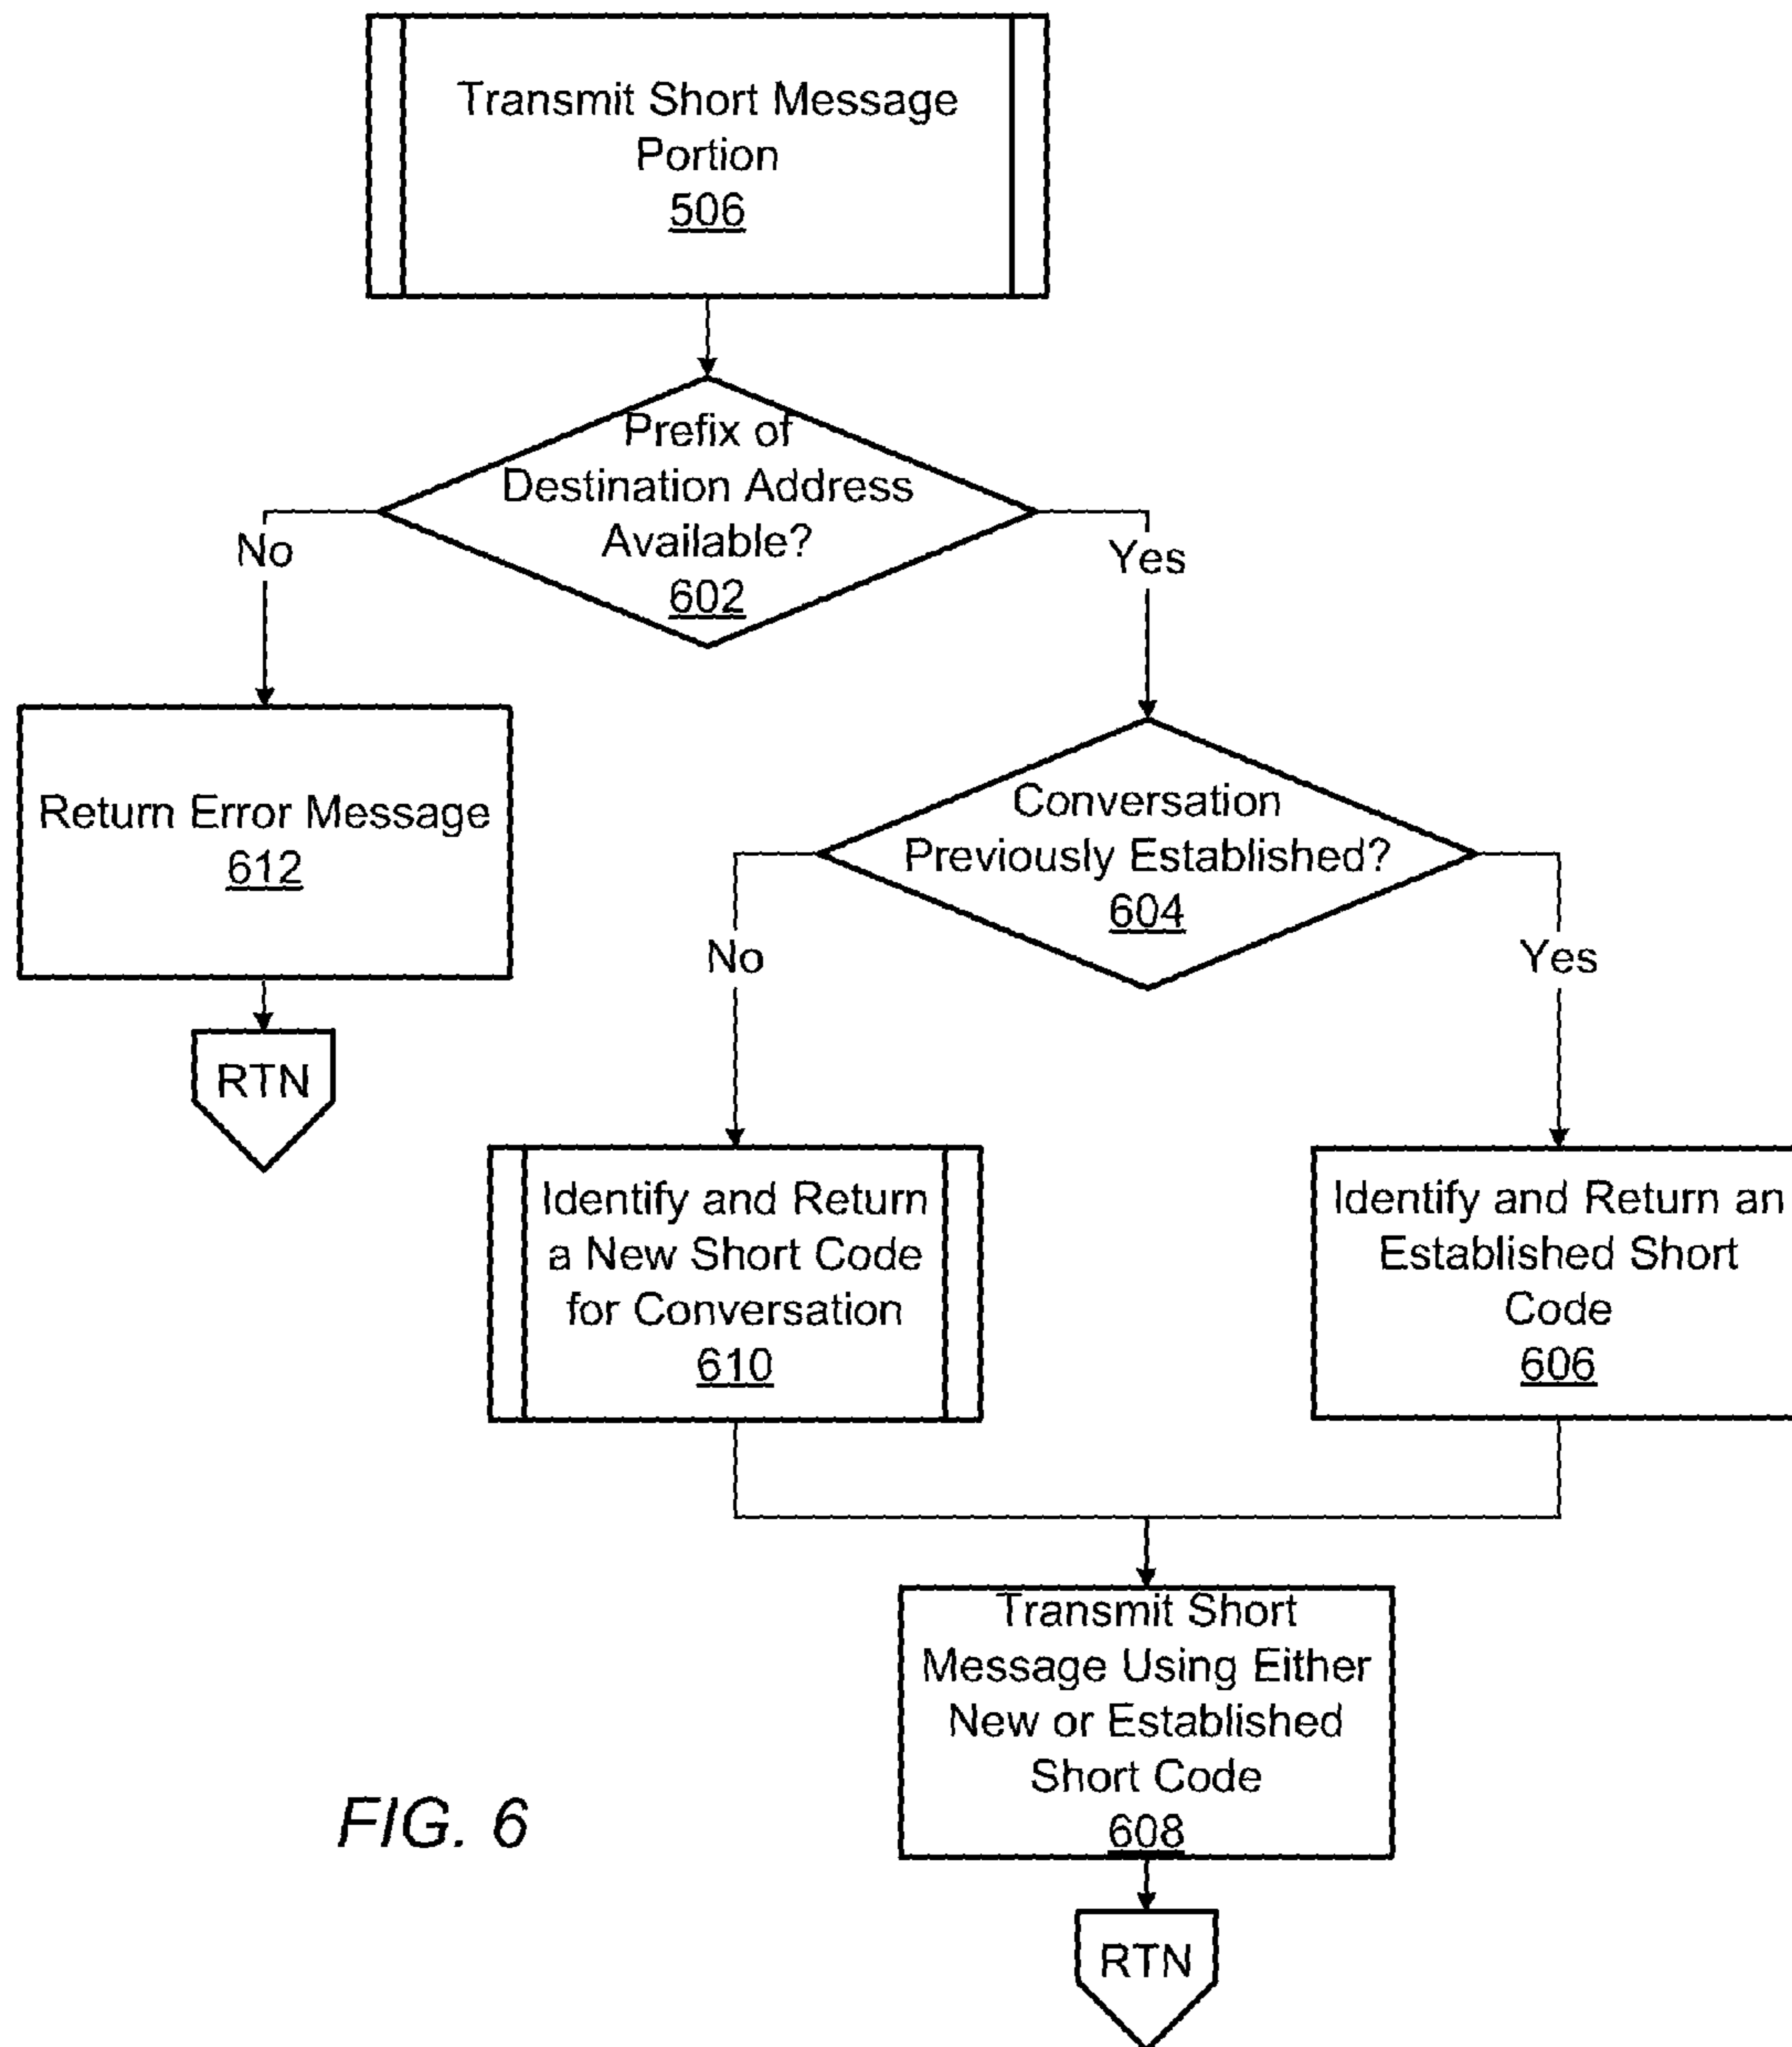 Transmit Short Message
Portion
506
Prefix of
Destination Address
Available?
602
No
Yes
Return Error Message
612
RTN
Conversation
Previously Established?
604
No
Yes
Identify and Return
a New Short Code
for Conversation
610
Identify and Return an
Established Short
Code
606
Transmit Short
Message Using Either
New or Established
Short Code
608
RTN
FIG. 6